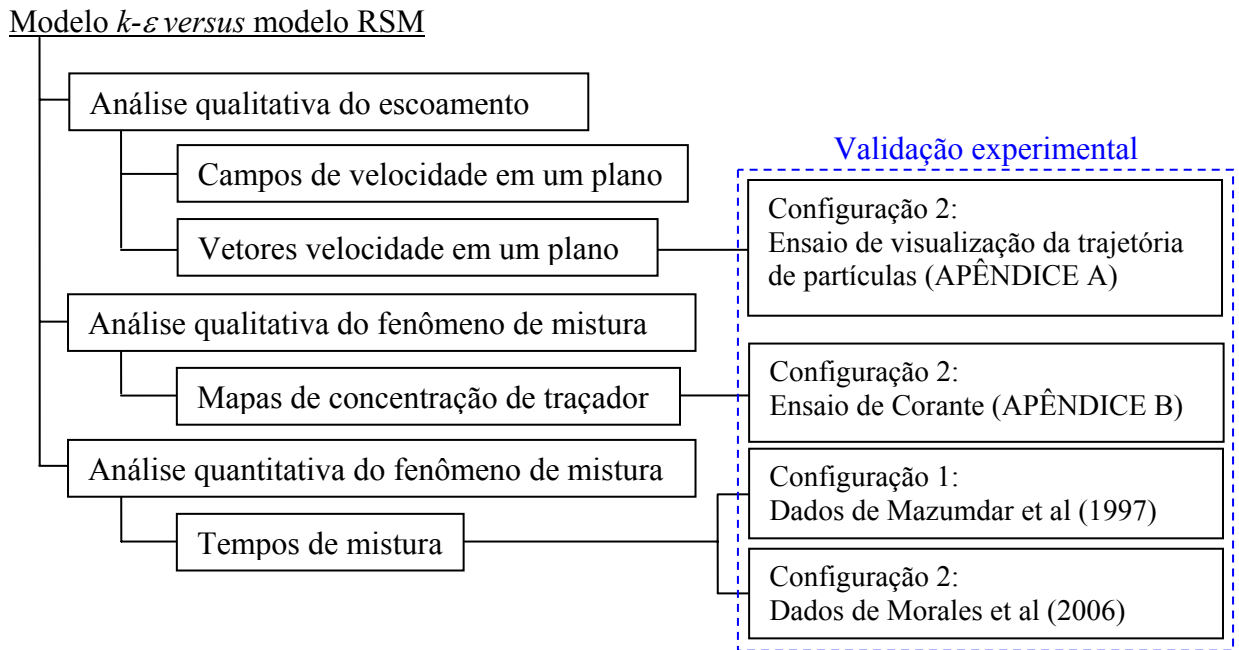 Modelo k-ε versus modelo RSM
Análise qualitativa do escoamento
Campos de velocidade em um plano
Vetores velocidade em um plano
Validação experimental
Configuração 2:
Ensaio de visualização da trajetória
de partículas (APÊNDICE A)
Análise qualitativa do fenômeno de mistura
Mapas de concentração de traçador
Configuração 2:
Ensaio de Corante (APÊNDICE B)
Análise quantitativa do fenômeno de mistura
Tempos de mistura
Configuração 1:
Dados de Mazumdar et al (1997)
Configuração 2:
Dados de Morales et al (2006)